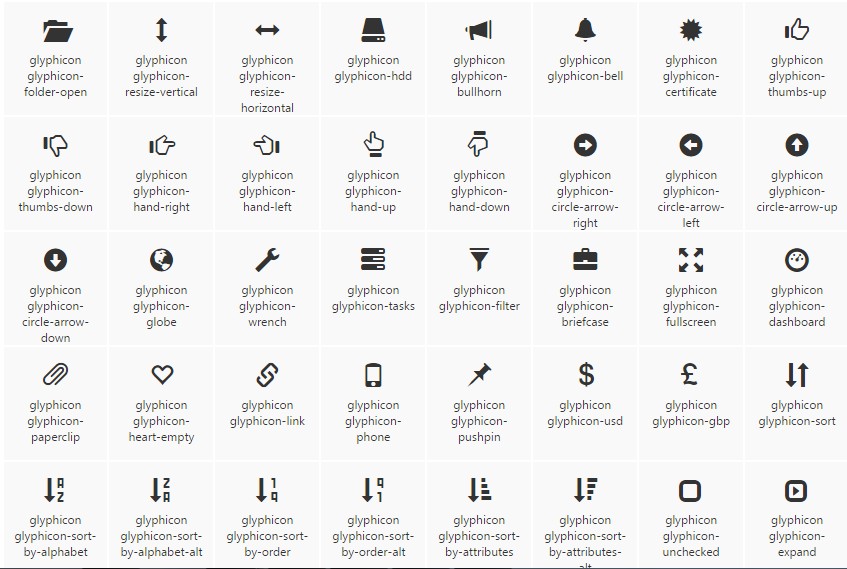 glyphicon
glyphicon-
folder-open
glyphicon
glyphicon-
resize-vertical
glyphicon
glyphicon-
resize-
horizontal
glyphicon
glyphicon-hdd
glyphicon
glyphicon-
bullhorn
glyphicon
glyphicon-bell
glyphicon
glyphicon-
certificate
glyphicon
glyphicon-
thumbs-up
glyphicon
glyphicon-
thumbs-down
glyphicon
glyphicon-
hand-right
glyphicon
glyphicon-
hand-left
glyphicon
glyphicon-
hand-up
glyphicon
glyphicon-
hand-down
glyphicon
glyphicon-
circle-arrow-
right
glyphicon
glyphicon-
circle-arrow-
left
glyphicon
glyphicon-
circle-arrow-up
glyphicon
glyphicon-
circle-arrow-
down
glyphicon
glyphicon-
globe
glyphicon
glyphicon-
wrench
glyphicon
glyphicon-tasks
glyphicon
glyphicon-filter
glyphicon
glyphicon-
briefcase
glyphicon
glyphicon-
fullscreen
glyphicon
glyphicon-
dashboard
glyphicon
glyphicon-
paperclip
glyphicon
glyphicon-
heart-empty
glyphicon
glyphicon-link
glyphicon
glyphicon-
phone
glyphicon
glyphicon-
pushpin
$
glyphicon
glyphicon-usd
£
glyphicon
glyphicon-gbp
glyphicon
glyphicon-sort
A
Z
glyphicon
glyphicon-sort-
by-alphabet
Z
A
glyphicon
glyphicon-sort-
by-alphabet-alt
1
9
glyphicon
glyphicon-sort-
by-order
9
1
glyphicon
glyphicon-sort-
by-order-alt
glyphicon
glyphicon-sort-
by-attributes
glyphicon
glyphicon-sort-
by-attributes-
alt
glyphicon
glyphicon-
unchecked
glyphicon
glyphicon-
expand